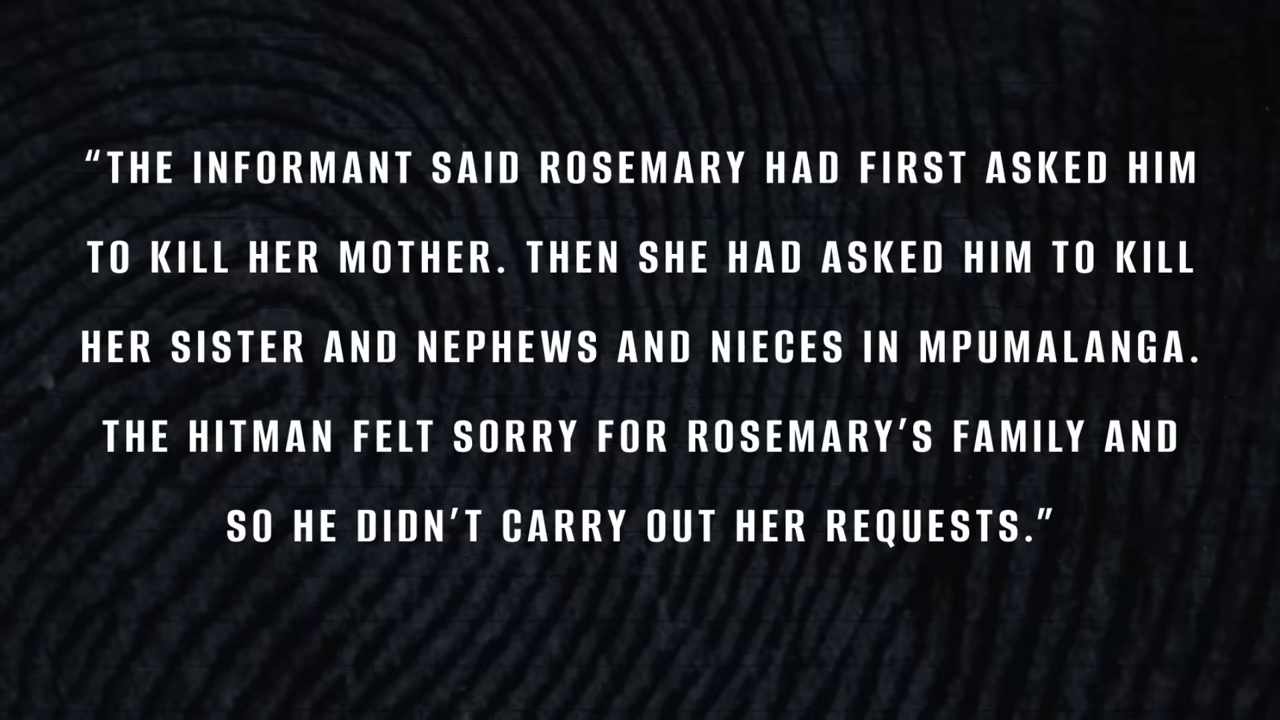 “THE INFORMANT SAID ROSEMARY HAD FIRST ASKED HIM
TO KILL HER MOTHER. THEN SHE HAD ASKED HIM TO KILL
HER SISTER AND NEPHEWS AND NIECES IN MPUMALANGA.
THE HITMAN FELT SORRY FOR ROSEMARY’S FAMILY AND
SO HE DIDN’T CARRY OUT HER REQUESTS.”